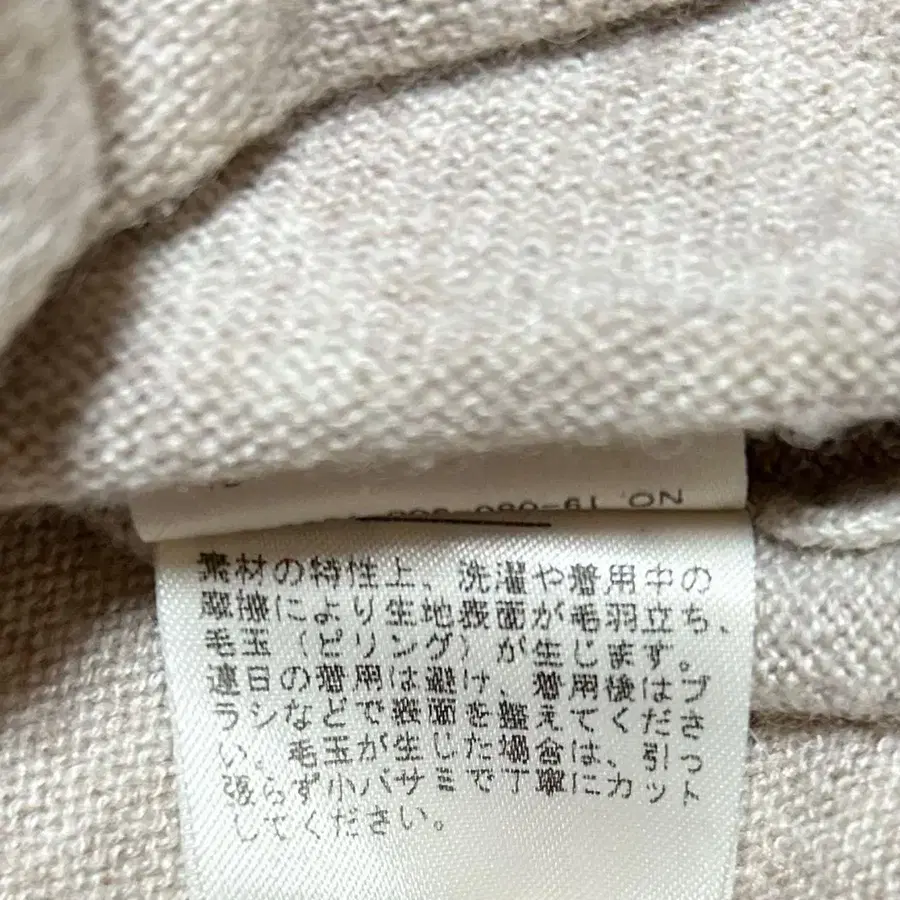 NO 19-080-
素材の特性上、洗濯や着用中の
摩擦により生地表面が毛羽立ち、
毛玉(ピリング)が生じます。
連日の着用は避け、着用後はブ
ラシなどで表面を整えてくださ
い。毛玉が生じた場合は、引っ
張らず小バサミで丁寧にカット
してください。